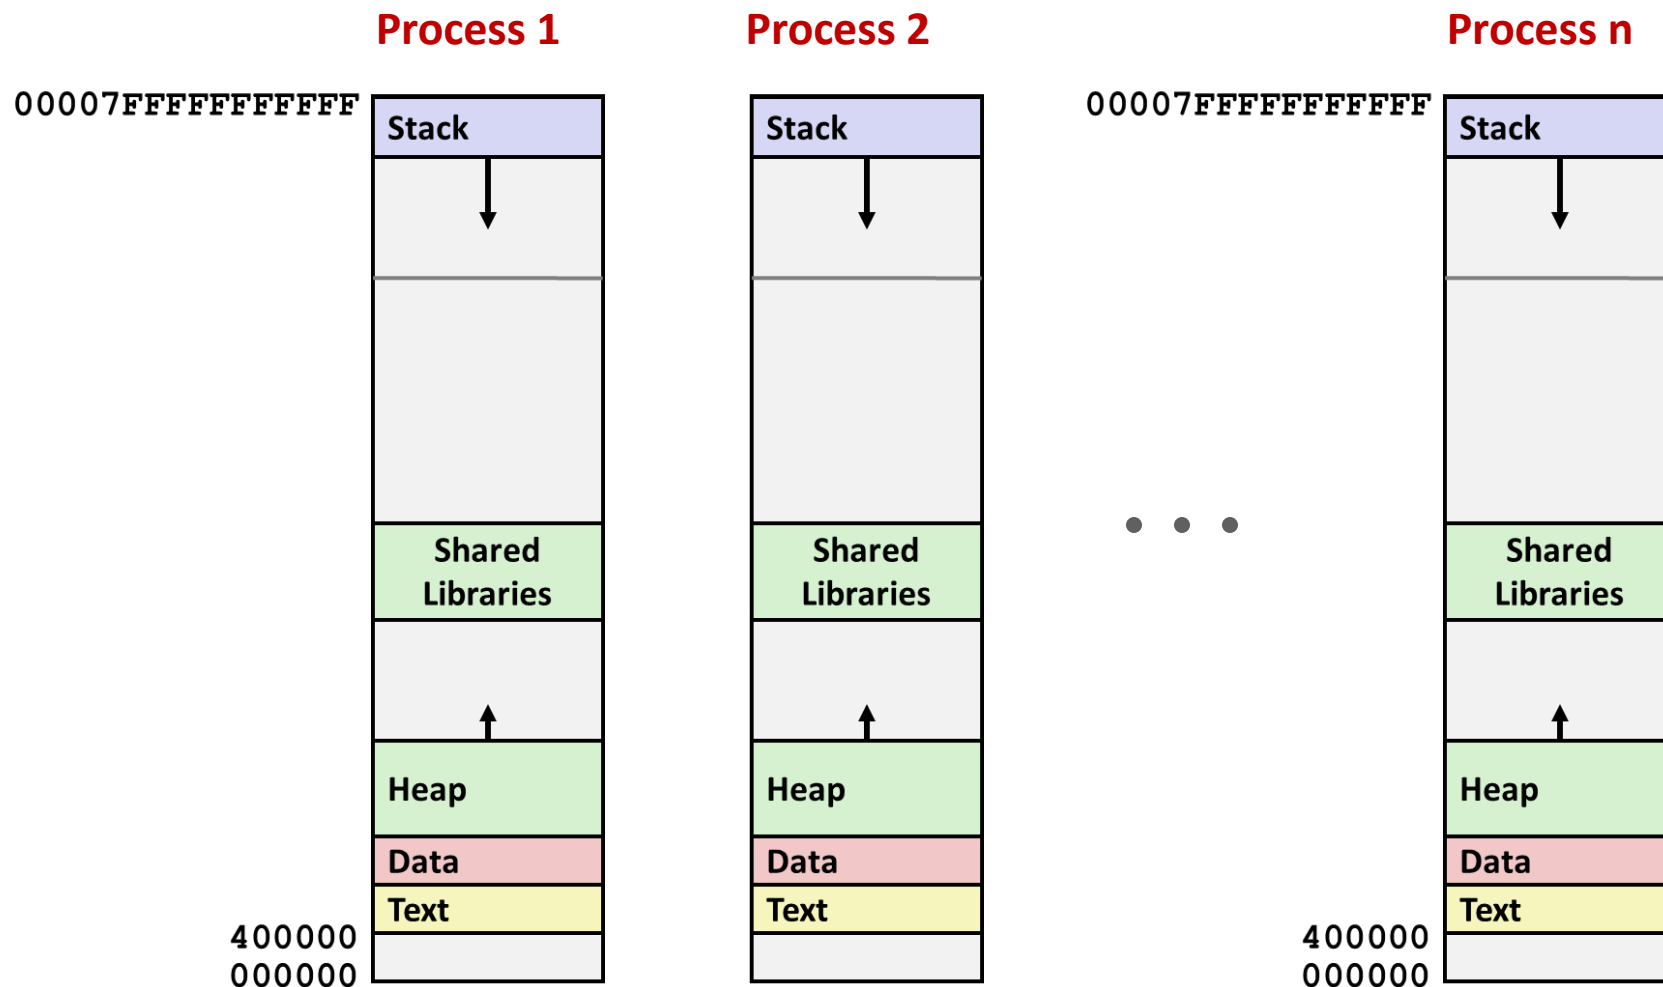 Process 1
Process 2
Process n
00007FFFFFFFFFFF
Stack
Stack
00007FFFFFFFFFFF
Stack
Shared
Libraries
Shared
Libraries
Shared
Libraries
Heap
Heap
Heap
Data
Data
Data
Text
Text
Text
400000
400000
000000
000000